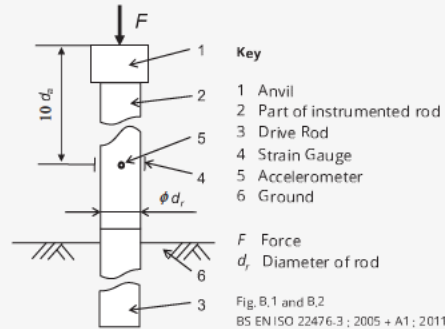 F
10 dₐ
1
2
5
4
ϕ dᵣ
6
3
Key
1 Anvil
2 Part of instrumented rod
3 Drive Rod
4 Strain Gauge
5 Accelerometer
6 Ground
F Force
dᵣ Diameter of rod
Fig. B,1 and B,2
BS EN ISO 22476-3 ; 2005 + A1 ; 2011